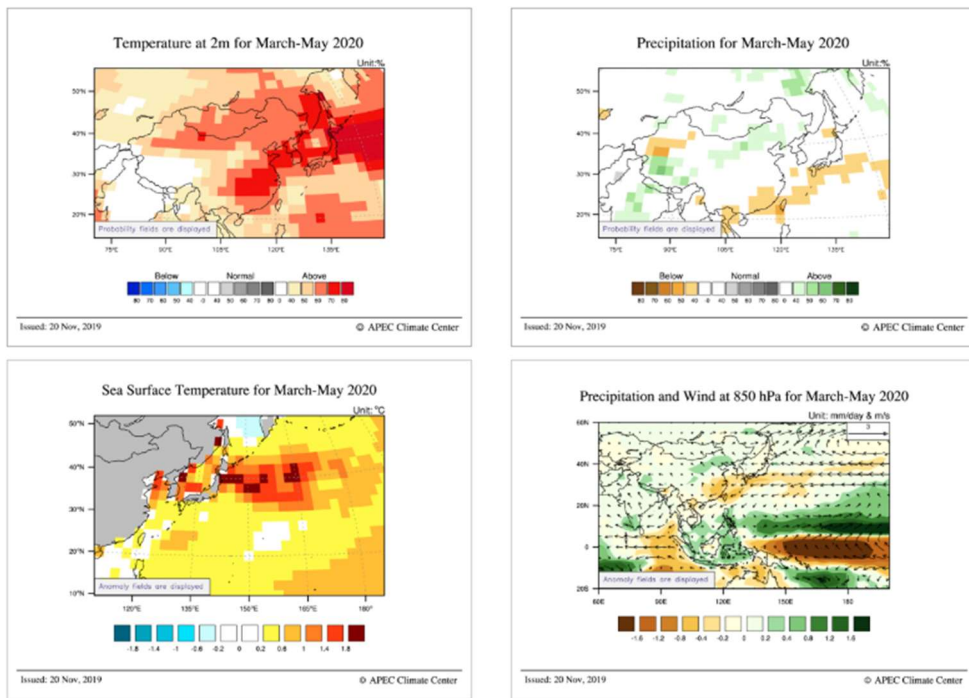 Temperature at 2m for March-May 2020
Unit:%
50°N
40°N
30°N
20°N
Probability fields are displayed
75°E 90°E 105°E 120°E 135°E
Below Normal Above
80 70 60 50 40 -0 40 50 60 70 80 -0 40 50 60 70 80
Issued: 20 Nov, 2019
© APEC Climate Center
Precipitation for March-May 2020
Unit:%
50°N
40°N
30°N
20°N
Probability fields are displayed
75°E 90°E 105°E 120°E 135°E
Below Normal Above
80 70 60 50 40 -0 40 50 60 70 80 -0 40 50 60 70 80
Issued: 20 Nov, 2019
© APEC Climate Center
Sea Surface Temperature for March-May 2020
Unit: °C
50°N
40°N
30°N
20°N
10°N
Anomaly fields are displayed
120°E 135°E 150°E 165°E 180°
-1.8 -1.4 -1 -0.6 -0.2 0 0.2 0.6 1 1.4 1.8
Issued: 20 Nov, 2019
© APEC Climate Center
Precipitation and Wind at 850 hPa for March-May 2020
Unit: mm/day & m/s
3
60N
40N
20N
0
20S
Anomaly fields are displayed
60E 90E 120E 150E 180
-1.6 -1.2 -0.8 -0.4 -0.2 0 0.2 0.4 0.8 1.2 1.6
Issued: 20 Nov, 2019
© APEC Climate Center